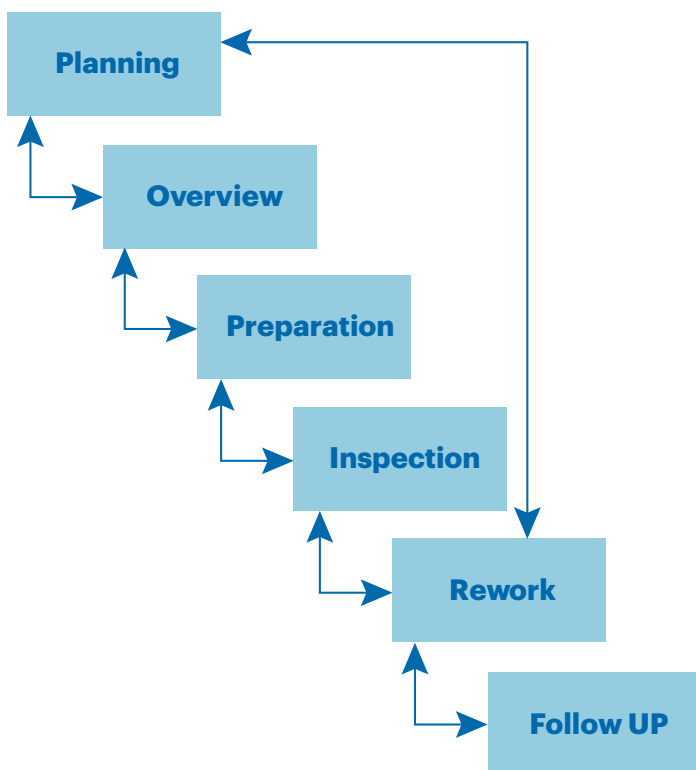 Planning
Overview
Preparation
Inspection
Rework
Follow UP